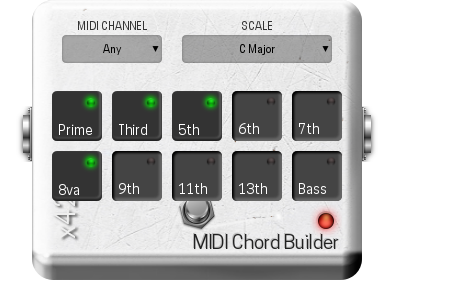 MIDI CHANNEL SCALE
Any C Major
Prime Third 5th 6th 7th
8va 9th 11th 13th Bass
x42
MIDI Chord Builder